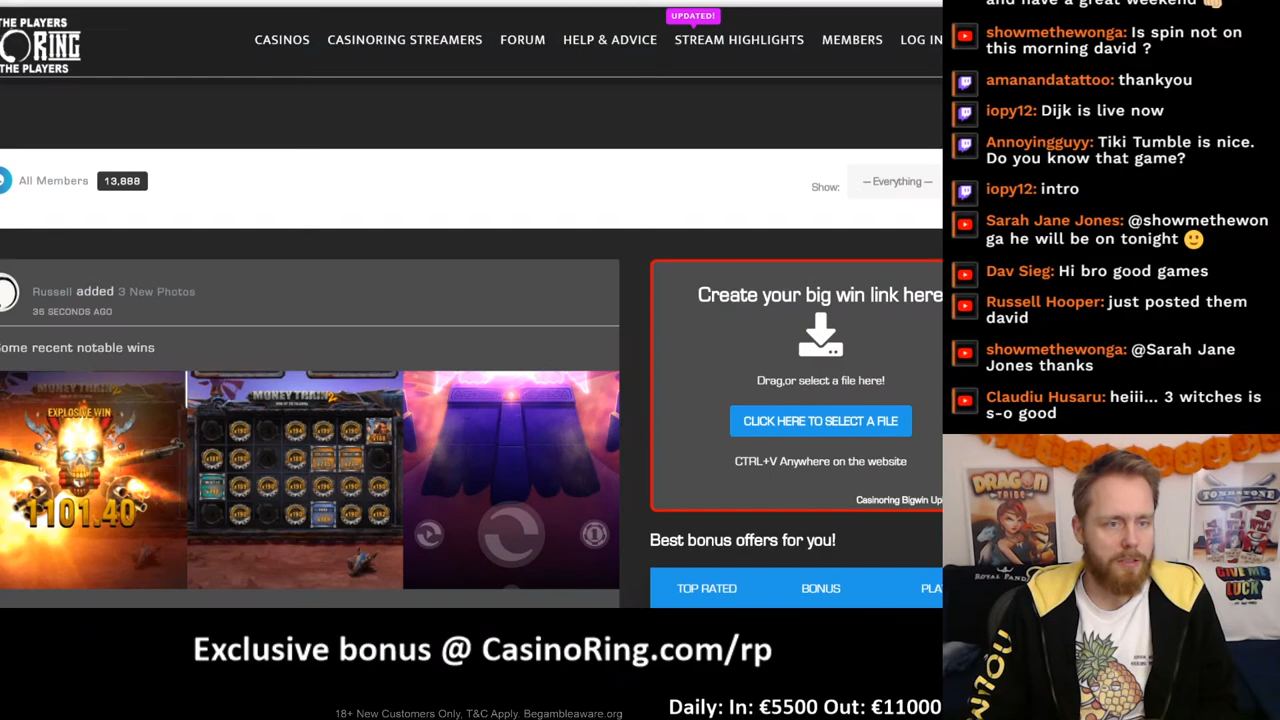 THE PLAYERS
RING
THE PLAYERS
UPDATED!
CASINOS
CASINORING STREAMERS
FORUM
HELP & ADVICE
STREAM HIGHLIGHTS
MEMBERS
LOG IN
All Members 13,888
Show: — Everything —
Russell added 3 New Photos
36 SECONDS AGO
ome recent notable wins
EXPLOSIVE WIN
1101.40
MONEY TRAIN 2
Create your big win link here
Drag,or select a file here!
CLICK HERE TO SELECT A FILE
CTRL+V Anywhere on the website
Casinoring Bigwin Up
Best bonus offers for you!
TOP RATED
BONUS
PLA
Exclusive bonus @ CasinoRing.com/rp
18+ New Customers Only, T&C Apply. Begambleaware.org
Daily: In: €5500 Out: €11000
and have a great weekend
showmethewonga: Is spin not on
this morning david ?
amanandatattoo: thankyou
iopy12: Dijk is live now
Annoyingguyy: Tiki Tumble is nice.
Do you know that game?
iopy12: intro
Sarah Jane Jones: @showmethewon
ga he will be on tonight
Dav Sieg: Hi bro good games
Russell Hooper: just posted them
david
showmethewonga: @Sarah Jane
Jones thanks
Claudiu Husaru: heiii... 3 witches is
s-o good
DRAGON
TRIBE
ROYAL PANDA
TOMBSTONE
GIVE ME
LUCK